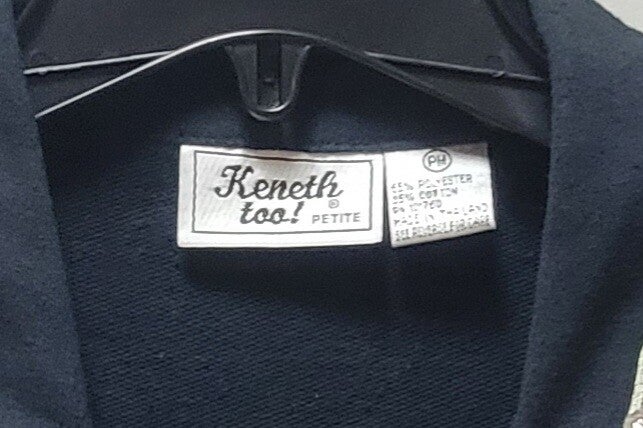 Keneth
too! ®
PETITE
PM
65% POLYESTER
35% COTTON
MADE IN THAILAND
SEE REVERSE FOR CARE